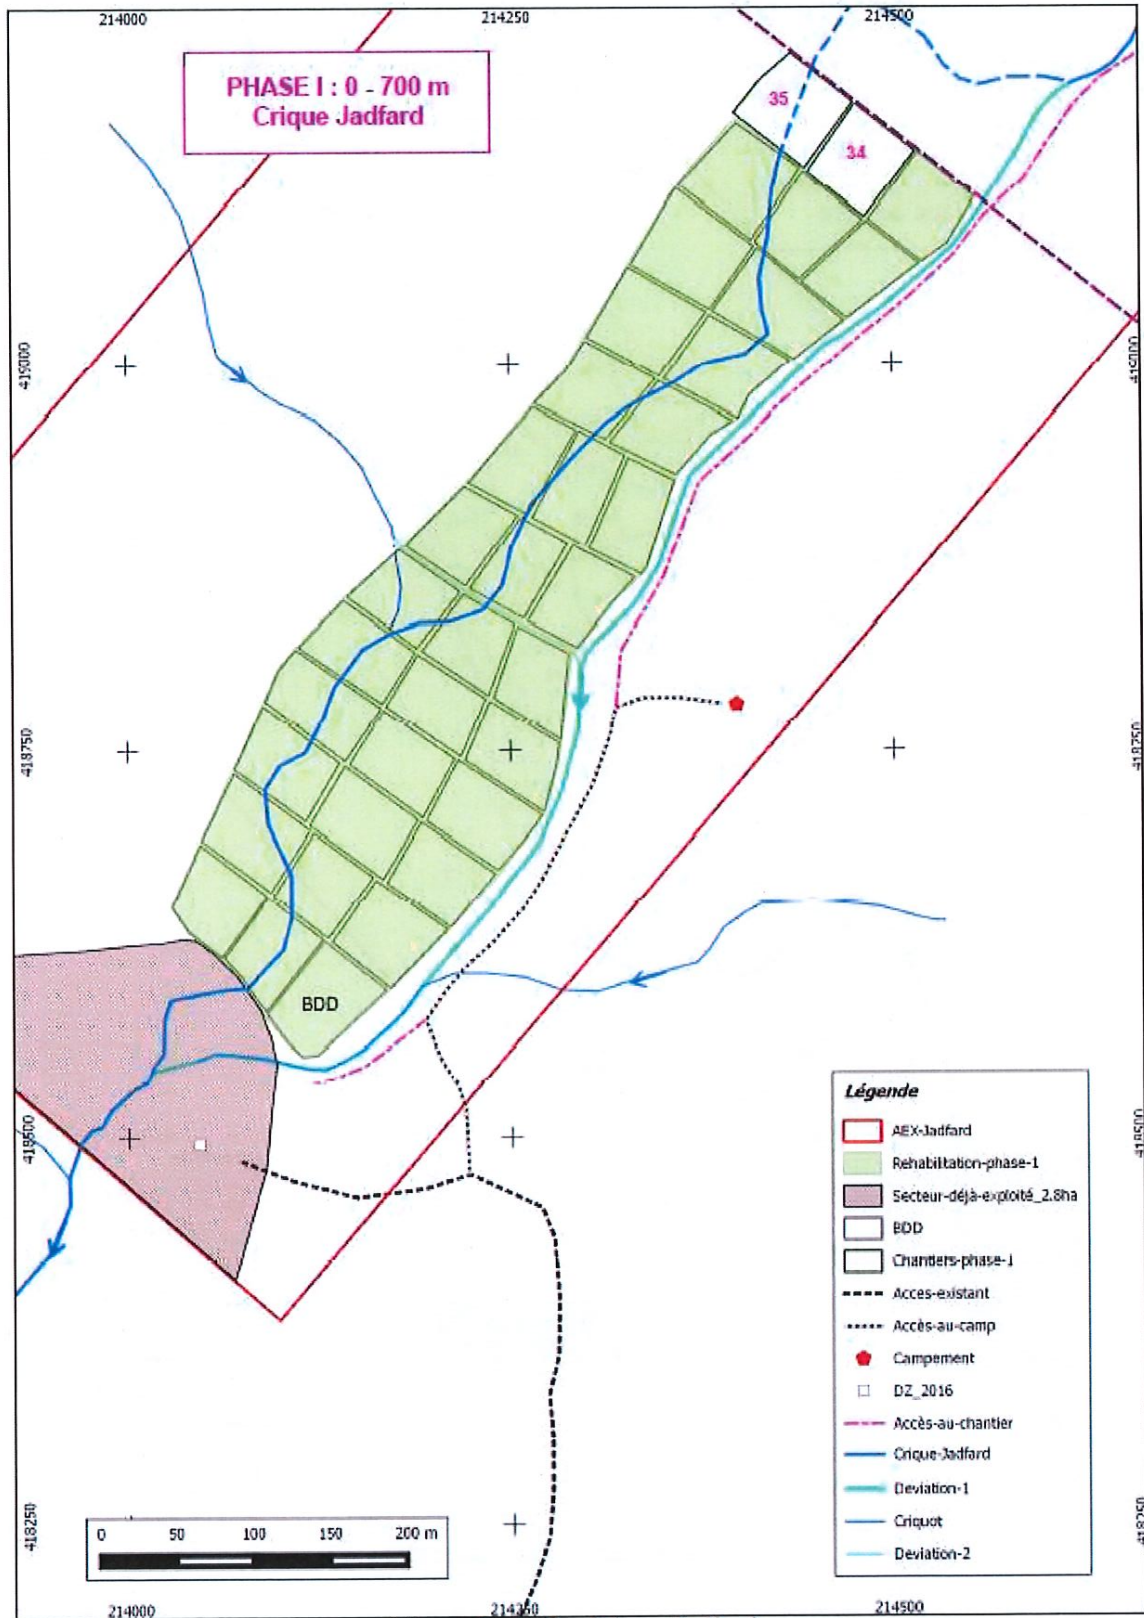 214000
214250
214500
PHASE I : 0 - 700 m
Crique Jadfard
35
34
419000
419000
418750
418750
BDD
418500
418500
Légende
AEX-Jadfard
Rehabilitation-phase-1
Secteur-déjà-exploité_2.8ha
BDD
Chantiers-phase-1
Acces-existant
Accès-au-camp
Campement
DZ_2016
Accès-au-chantier
Crique-Jadfard
Deviation-1
Criquot
Deviation-2
418250
418250
0 50 100 150 200 m
214000
214250
214500